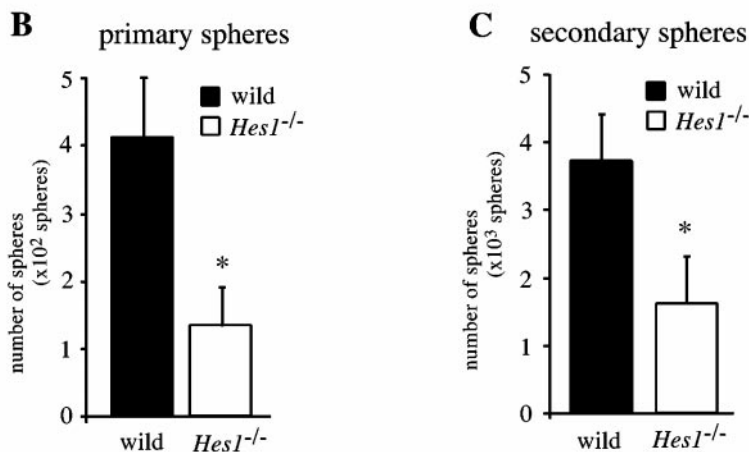 B
primary spheres
number of spheres
(x10² spheres)
5
4
3
2
1
0
wild
Hes1⁻/⁻
*
wild
Hes1⁻/⁻
C
secondary spheres
number of spheres
(x10³ spheres)
5
4
3
2
1
0
wild
Hes1⁻/⁻
*
wild
Hes1⁻/⁻